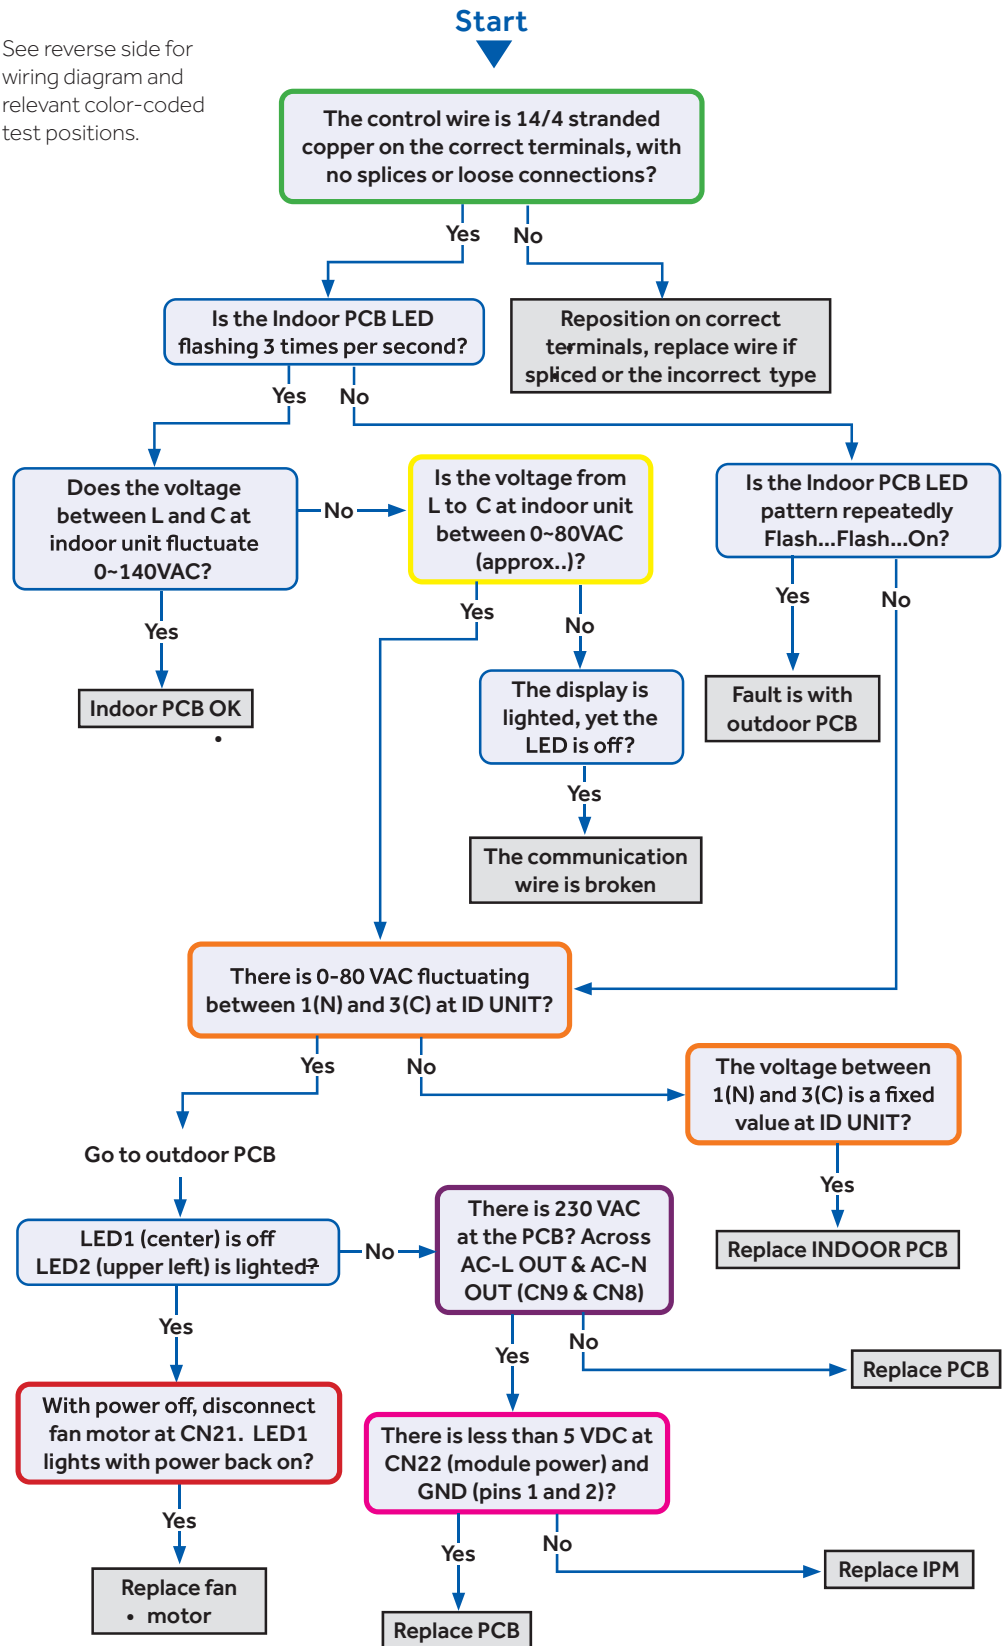 Start
See reverse side for
wiring diagram and
relevant color-coded
test positions.
The control wire is 14/4 stranded
copper on the correct terminals, with
no splices or loose connections?
Yes
No
Is the Indoor PCB LED
flashing 3 times per second?
Reposition on correct
terminals, replace wire if
spliced or the incorrect type
Yes
No
Does the voltage
between L and C at
indoor unit fluctuate
0~140VAC?
No
Is the voltage from
L to C at indoor unit
between 0~80VAC
(approx..)?
Is the Indoor PCB LED
pattern repeatedly
Flash...Flash...On?
Yes
Yes
No
Yes
No
Indoor PCB OK
The display is
lighted, yet the
LED is off?
Fault is with
outdoor PCB
Yes
The communication
wire is broken
There is 0-80 VAC fluctuating
between 1(N) and 3(C) at ID UNIT?
Yes
No
The voltage between
1(N) and 3(C) is a fixed
value at ID UNIT?
Go to outdoor PCB
Yes
Replace INDOOR PCB
LED1 (center) is off
LED2 (upper left) is lighted?
No
There is 230 VAC
at the PCB? Across
AC-L OUT & AC-N
OUT (CN9 & CN8)
Yes
Yes
No
Replace PCB
With power off, disconnect
fan motor at CN21. LED1
lights with power back on?
There is less than 5 VDC at
CN22 (module power) and
GND (pins 1 and 2)?
Yes
Yes
No
Replace IPM
Replace fan
• motor
Replace PCB